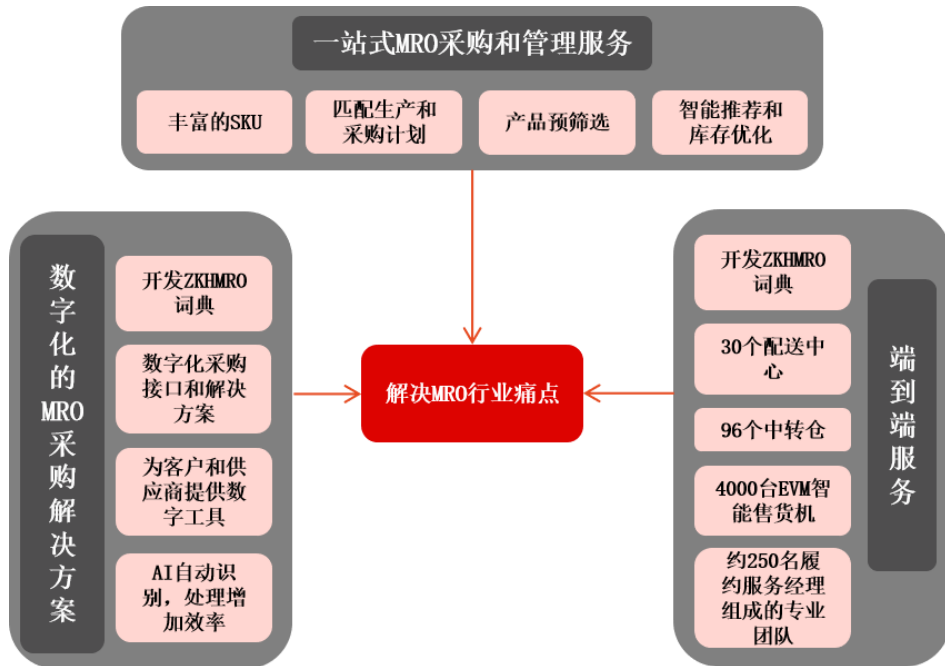 一站式MRO采购和管理服务
丰富的SKU
匹配生产和
采购计划
产品预筛选
智能推荐和
库存优化
数字化的MRO采购解决方案
开发ZKHMRO
词典
数字化采购
接口和解决
方案
为客户和供
应商提供数
字工具
AI自动识
别，处理增
加效率
解决MRO行业痛点
开发ZKHMRO
词典
30个配送中
心
96个中转仓
4000台EVM智
能售货机
约250名履
约服务经理
组成的专业
团队
端到端服务